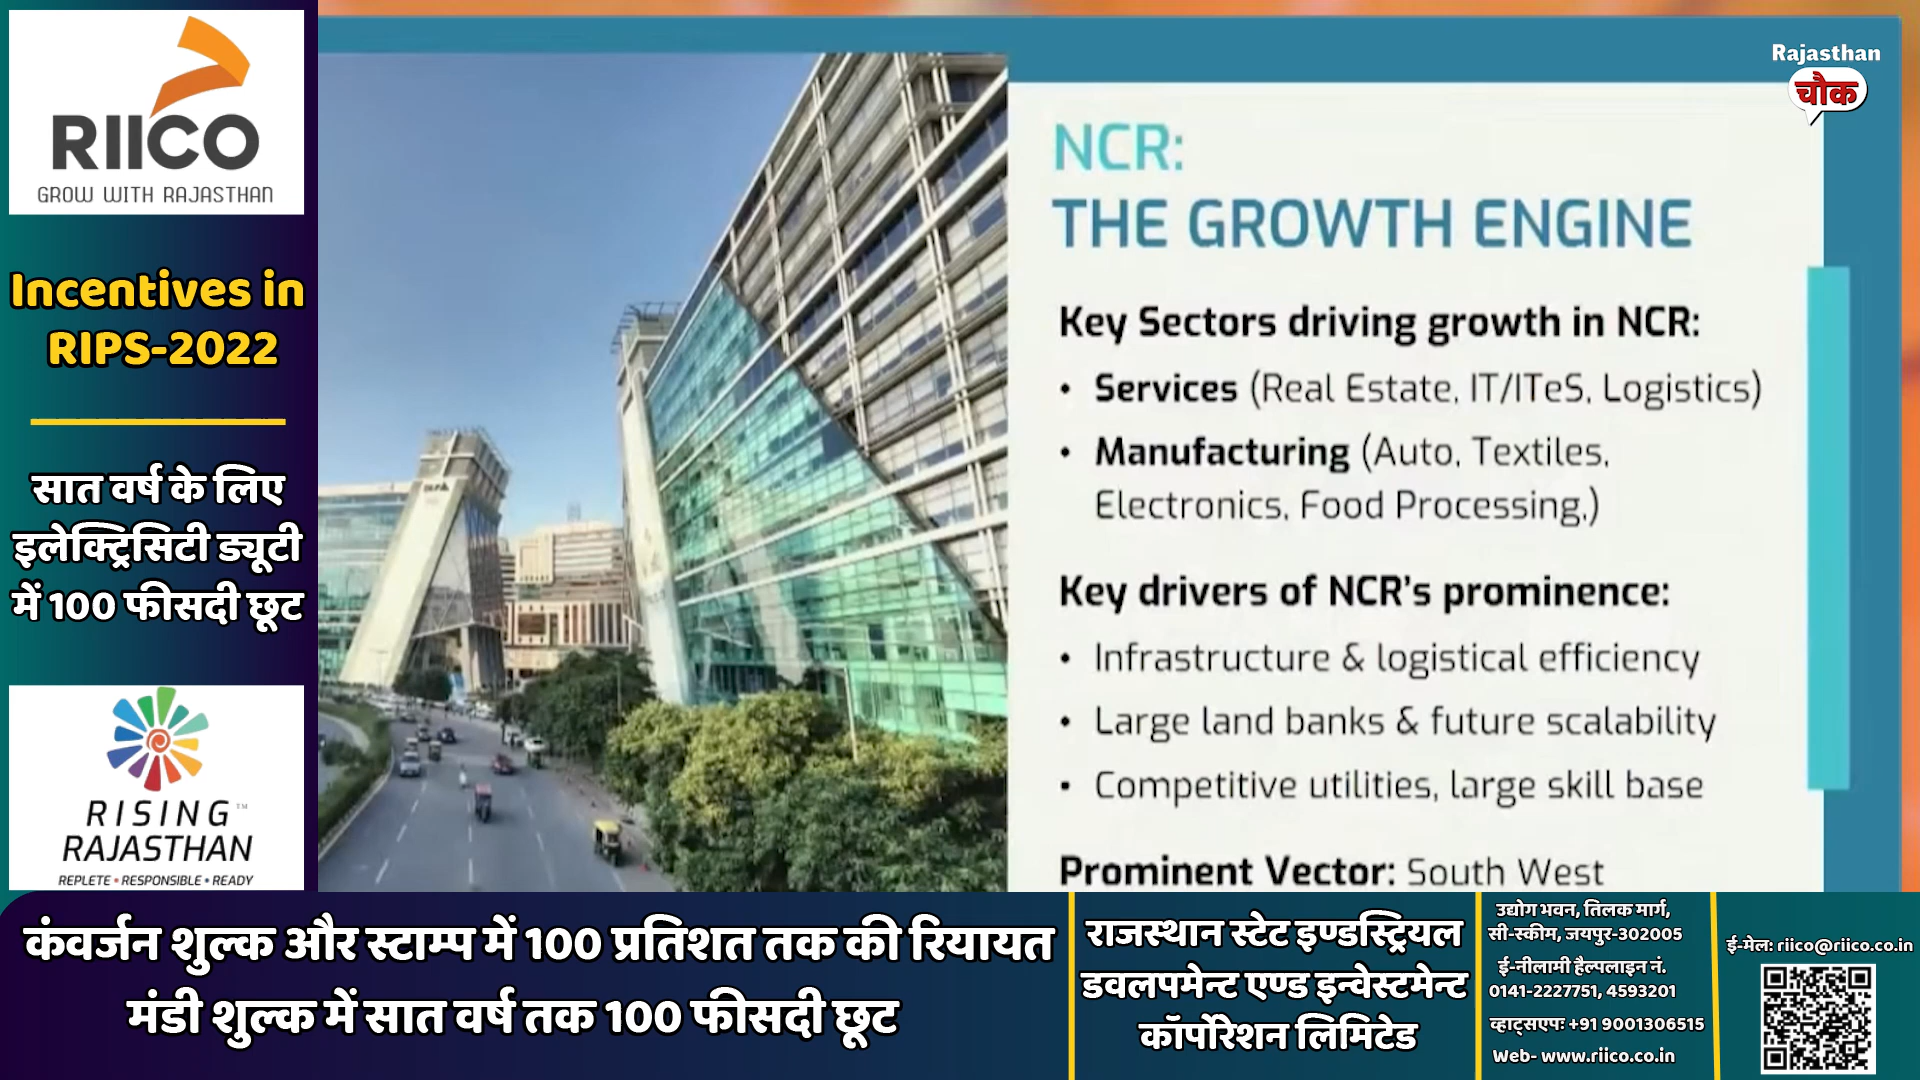 RIICO
GROW WITH RAJASTHAN
Incentives in
RIPS-2022
सात वर्ष के लिए
इलेक्ट्रिसिटी ड्यूटी
में 100 फीसदी छूट
RISING™
RAJASTHAN
REPLETE • RESPONSIBLE • READY
Rajasthan
चौक
NCR:
THE GROWTH ENGINE
Key Sectors driving growth in NCR:
• Services (Real Estate, IT/ITeS, Logistics)
• Manufacturing (Auto, Textiles,
Electronics, Food Processing,)
Key drivers of NCR's prominence:
• Infrastructure & logistical efficiency
• Large land banks & future scalability
• Competitive utilities, large skill base
Prominent Vector: South West
कंवर्जन शुल्क और स्टाम्प में 100 प्रतिशत तक की रियायत
मंडी शुल्क में सात वर्ष तक 100 फीसदी छूट
राजस्थान स्टेट इण्डस्ट्रियल
डवलपमेन्ट एण्ड इन्वेस्टमेन्ट
कॉर्पोरेशन लिमिटेड
उद्योग भवन, तिलक मार्ग,
सी-स्कीम, जयपुर-302005
ई-नीलामी हैल्पलाइन नं.
0141-2227751, 4593201
व्हाट्सएपः +91 9001306515
Web- www.riico.co.in
ई-मेल: riico@riico.co.in